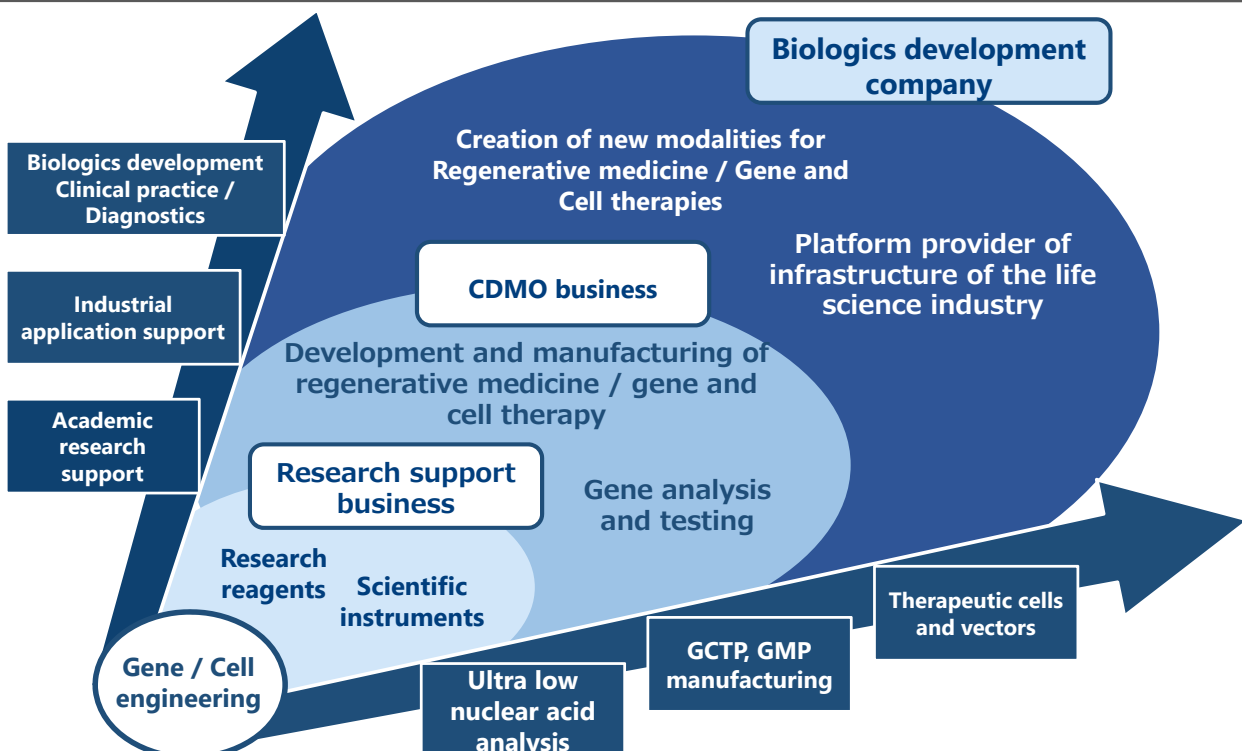 Biologics development
company
Creation of new modalities for
Regenerative medicine / Gene and
Cell therapies
Biologics development
Clinical practice /
Diagnostics
Platform provider of
infrastructure of the life
science industry
CDMO business
Industrial
application support
Development and manufacturing of
regenerative medicine / gene and
cell therapy
Academic
research
support
Research support
business
Gene analysis
and testing
Research
reagents
Scientific
instruments
Therapeutic cells
and vectors
GCTP, GMP
manufacturing
Gene / Cell
engineering
Ultra low
nuclear acid
analysis